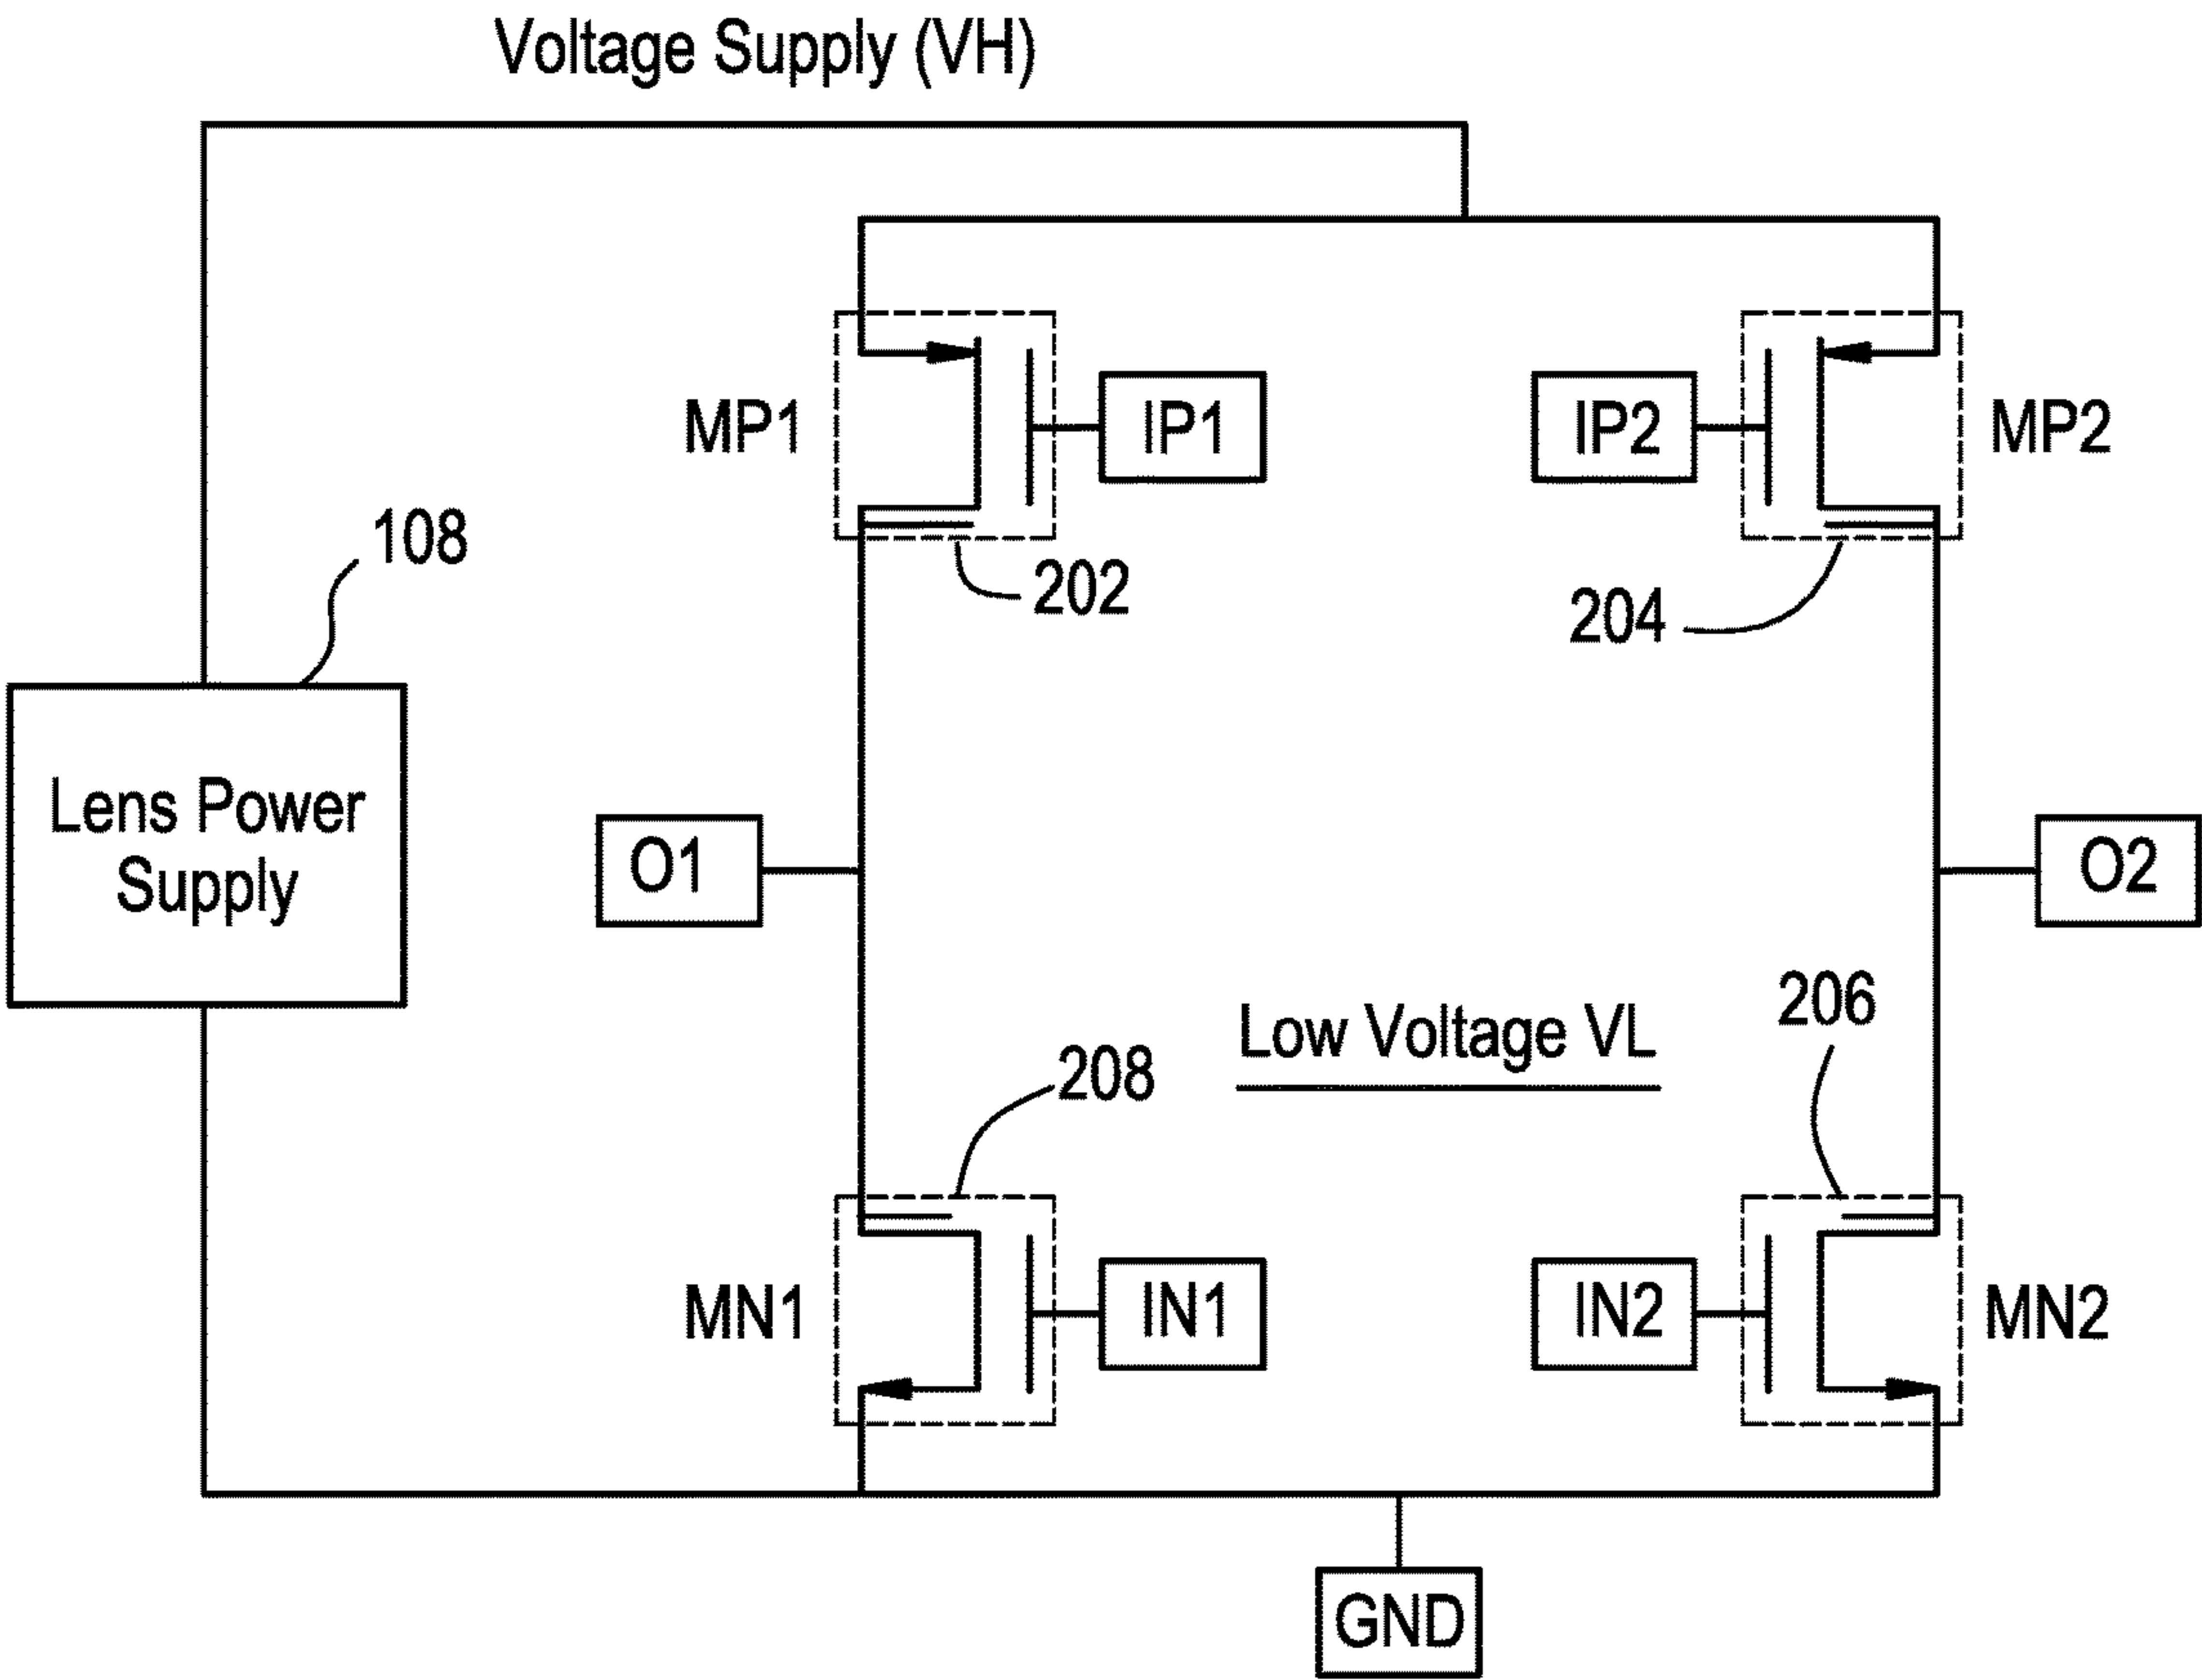 Voltage Supply (VH)
MP1
IP1
IP2
MP2
108
202
204
Lens Power
Supply
O1
O2
206
Low Voltage VL
208
MN1
IN1
IN2
MN2
GND